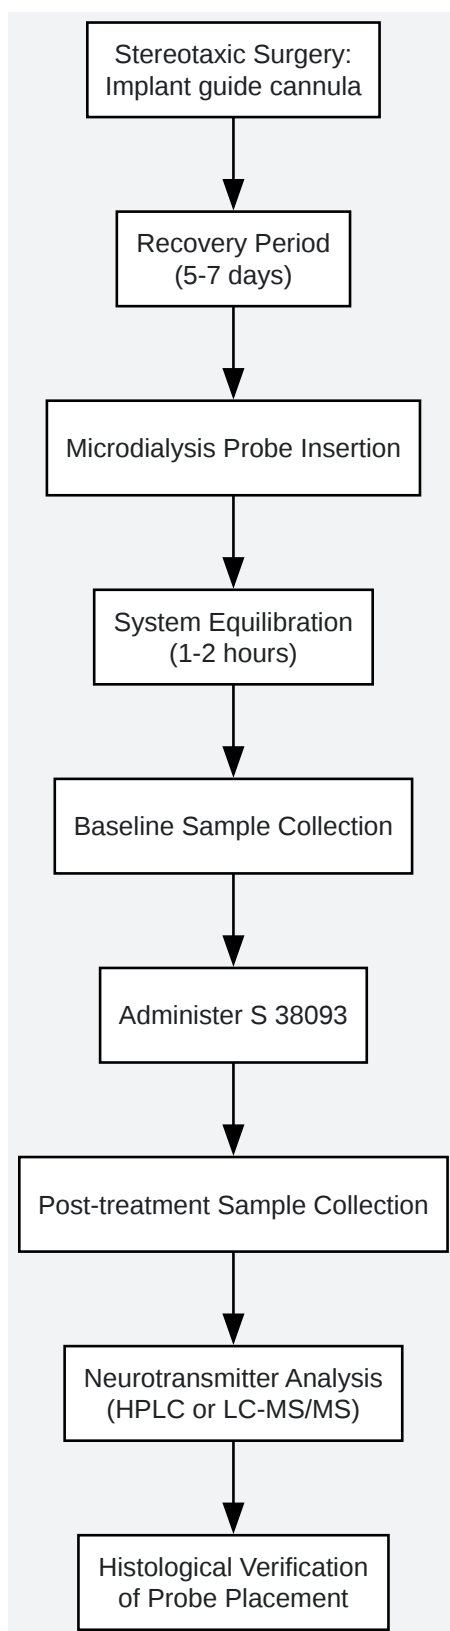 Stereotaxic Surgery:
Implant guide cannula
Recovery Period
(5-7 days)
Microdialysis Probe Insertion
System Equilibration
(1-2 hours)
Baseline Sample Collection
Administer S 38093
Post-treatment Sample Collection
Neurotransmitter Analysis
(HPLC or LC-MS/MS)
Histological Verification
of Probe Placement